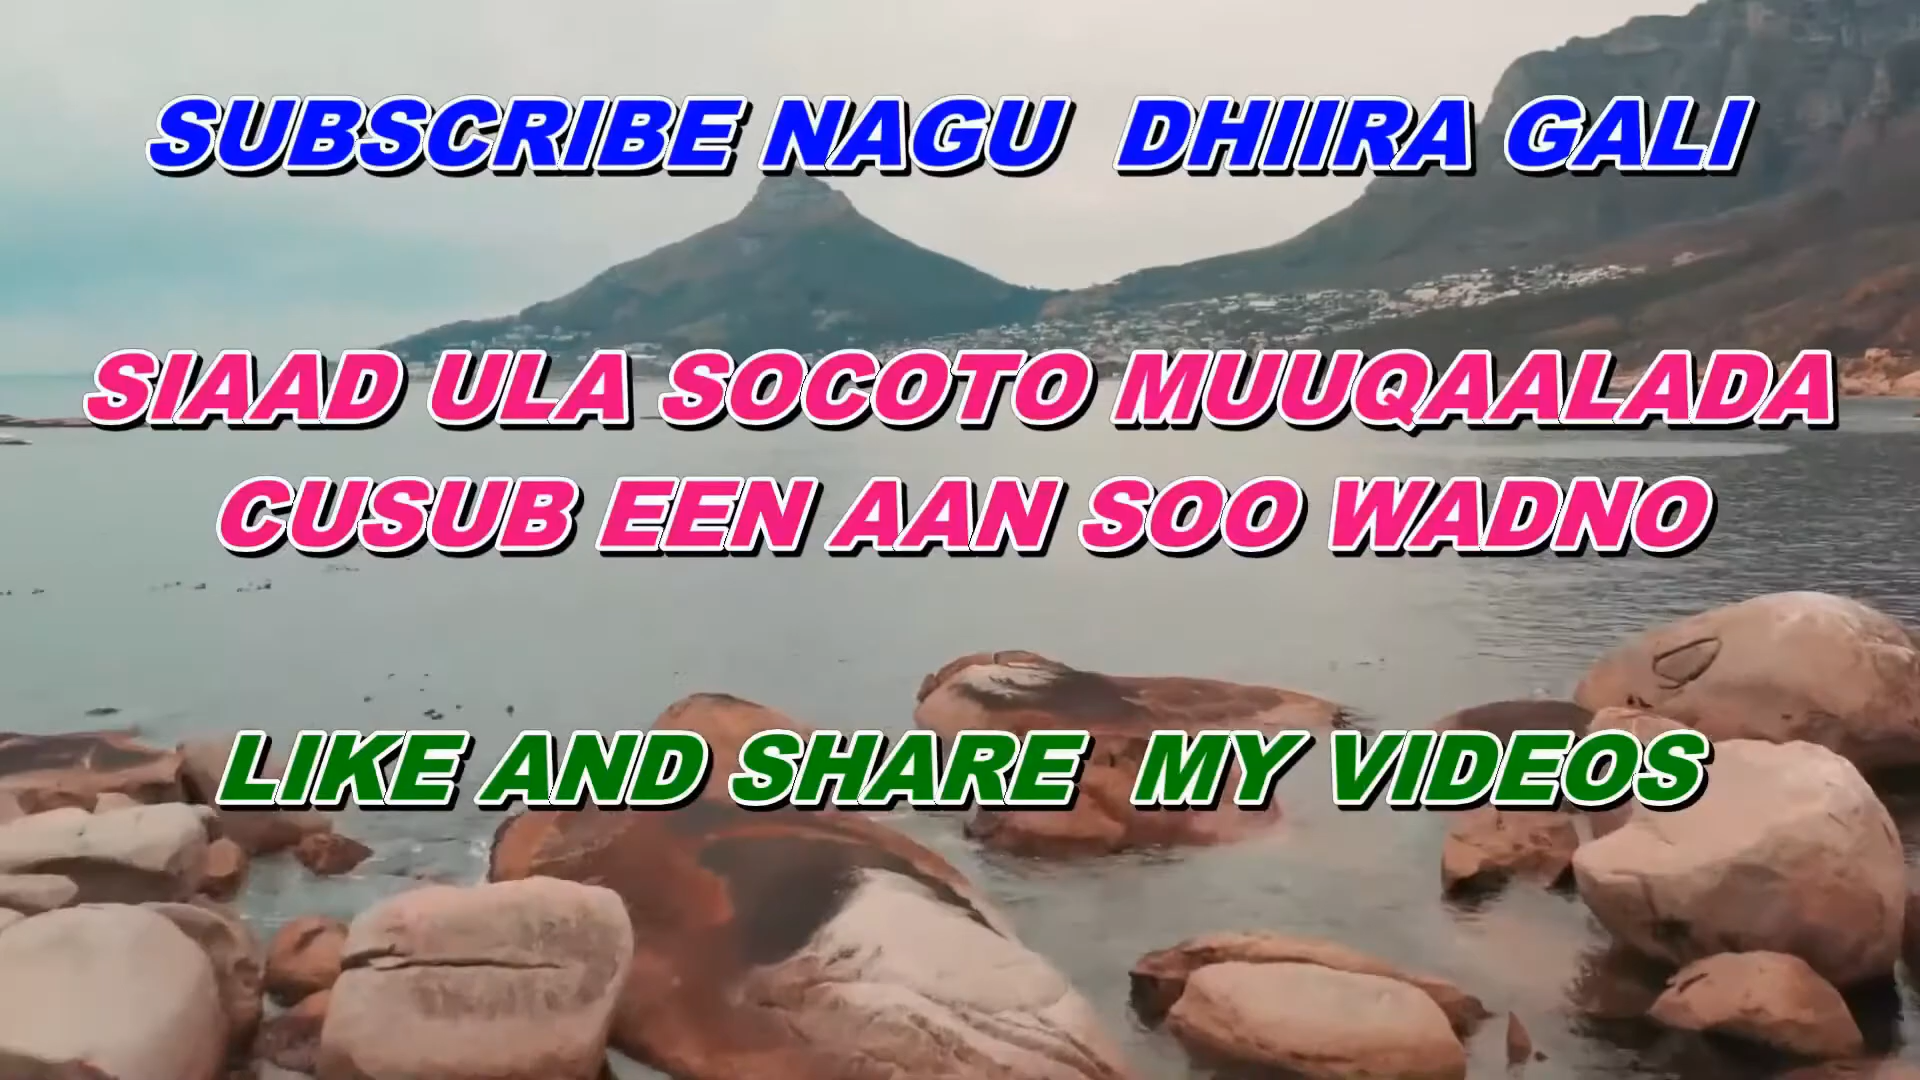 SUBSCRIBE NAGU DHIIRA GALI
SIAAD ULA SOCOTO MUUQAALADA
CUSUB EEN AAN SOO WADNO
LIKE AND SHARE MY VIDEOS